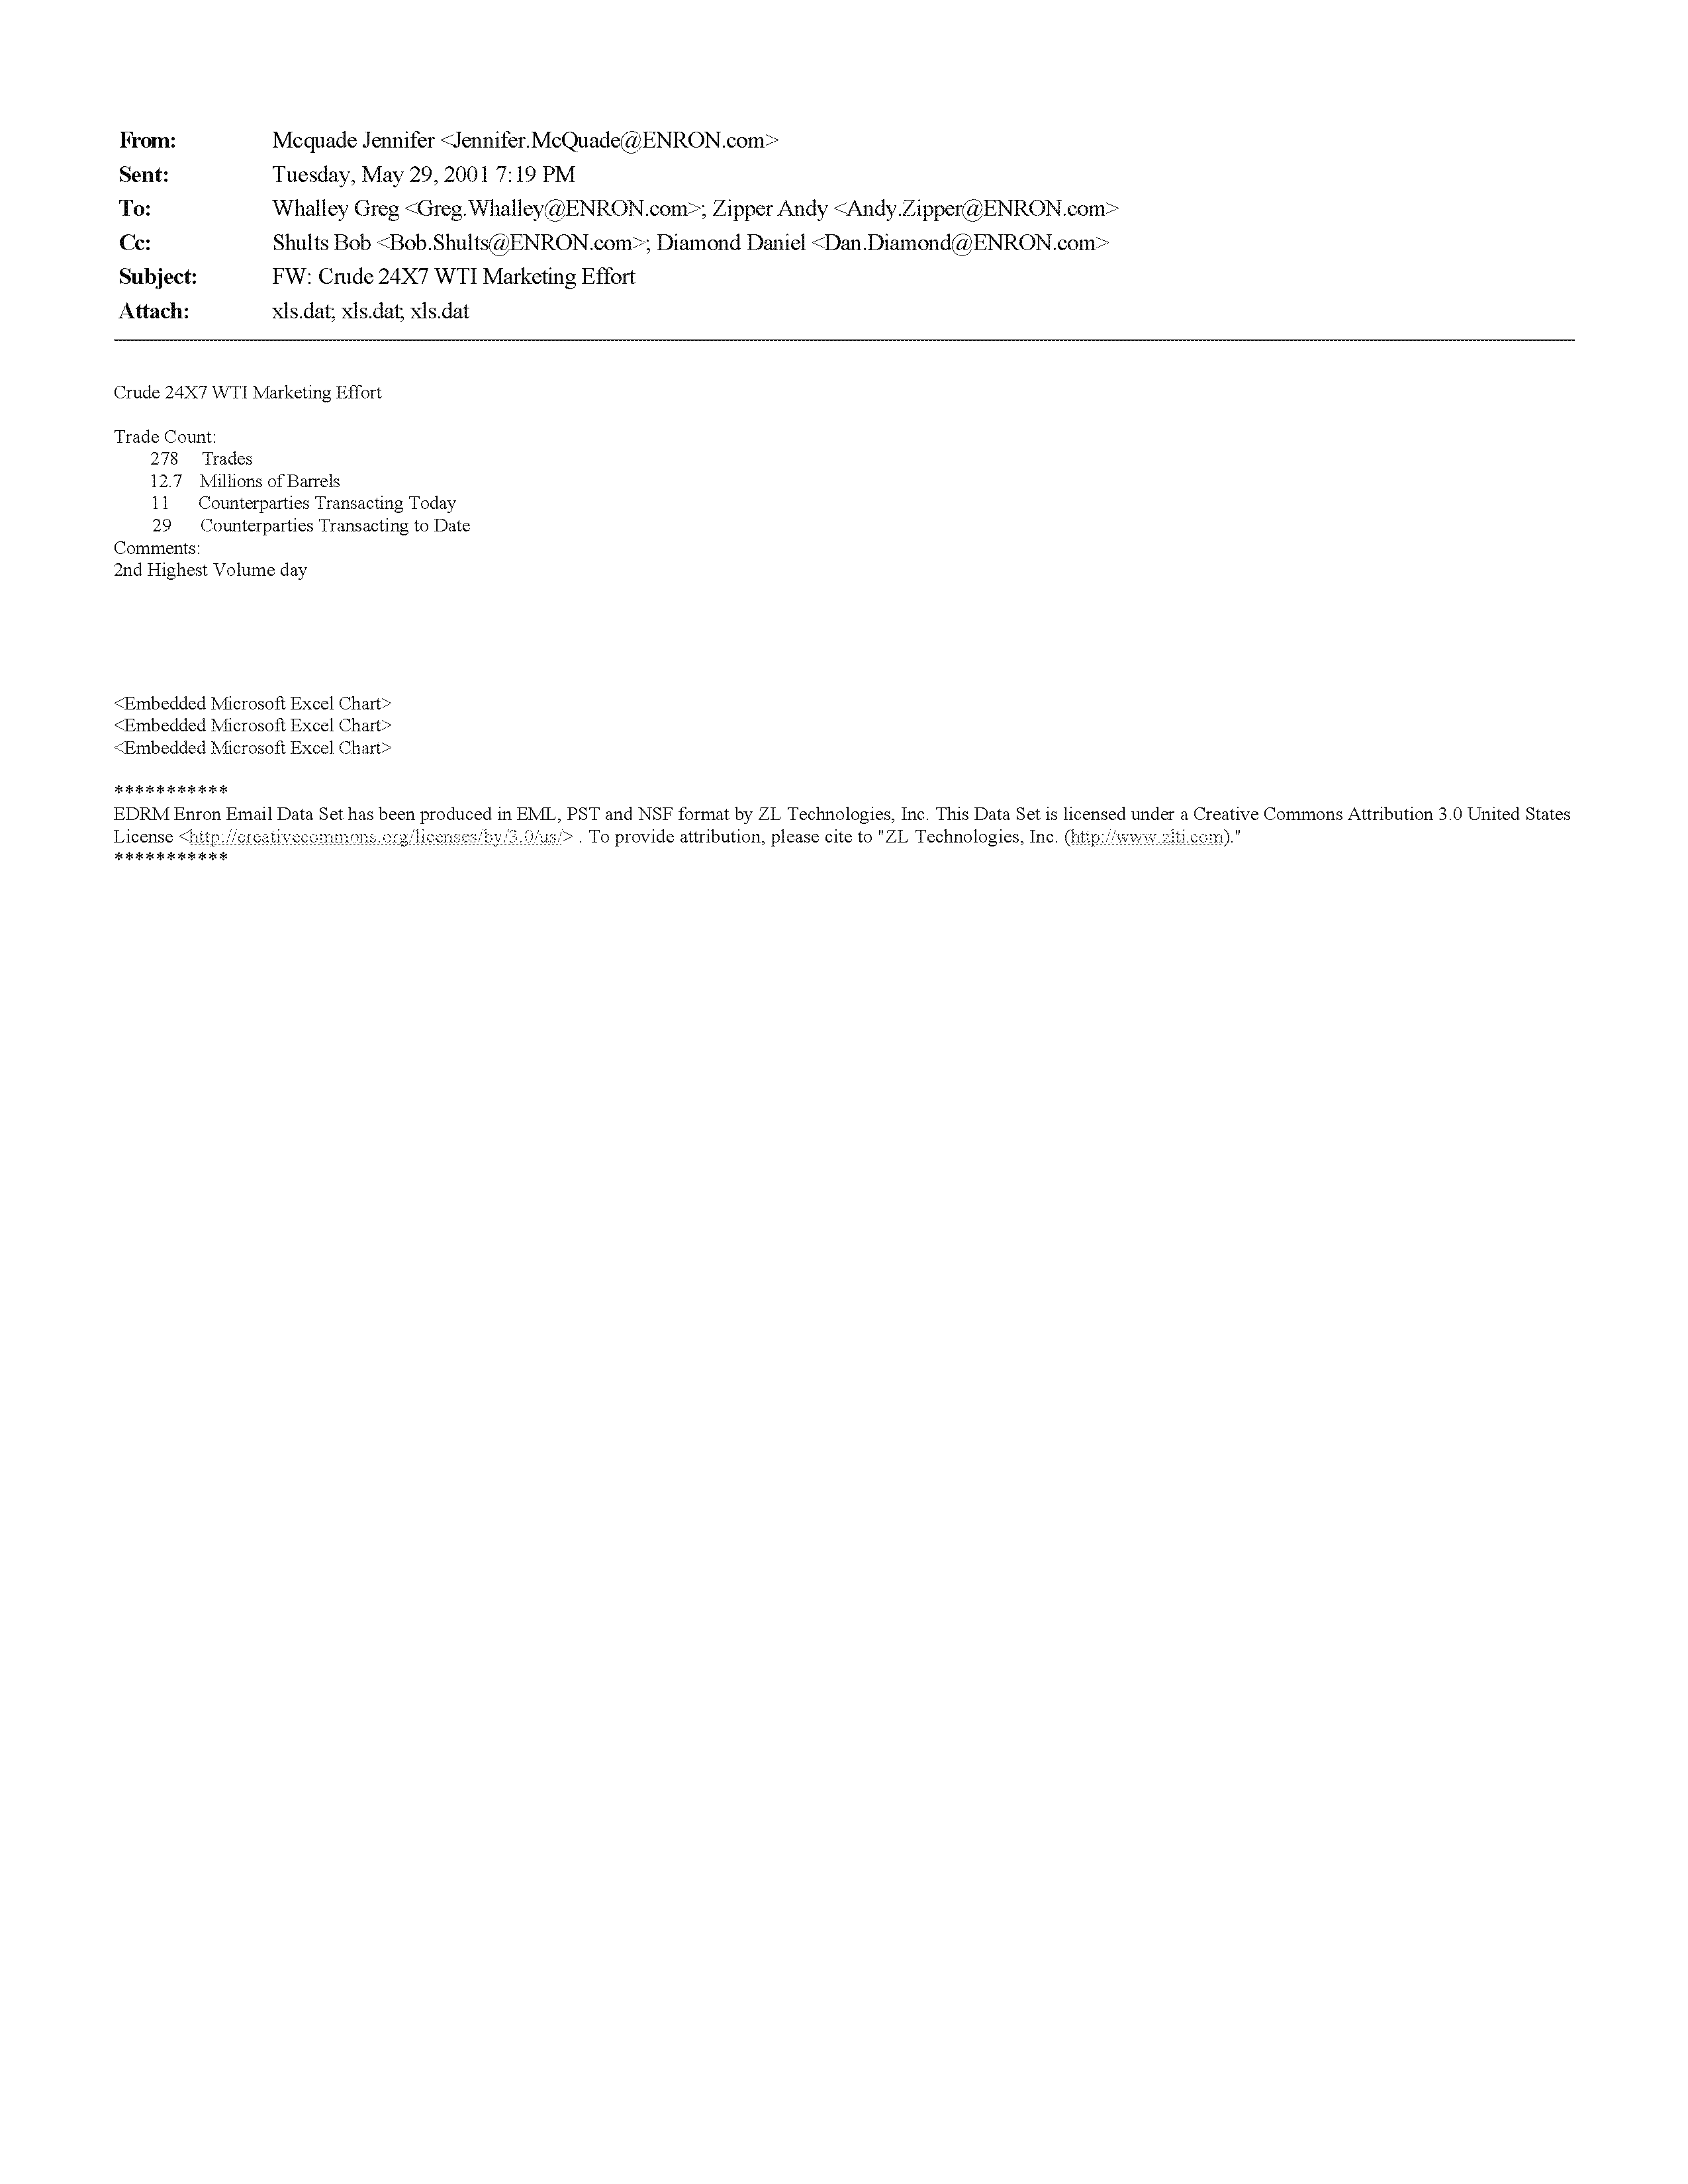 From: Mcquade Jennifer <Jennifer.McQuade@ENRON.com>
Sent: Tuesday, May 29, 2001 7:19 PM
To: Whalley Greg <Greg.Whalley@ENRON.com>; Zipper Andy <Andy.Zipper@ENRON.com>
Cc: Shults Bob <Bob.Shults@ENRON.com>; Diamond Daniel <Dan.Diamond@ENRON.com>
Subject: FW: Crude 24X7 WTI Marketing Effort
Attach: xls.dat; xls.dat; xls.dat
Crude 24X7 WTI Marketing Effort
Trade Count:
278 Trades
12.7 Millions of Barrels
11 Counterparties Transacting Today
29 Counterparties Transacting to Date
Comments:
2nd Highest Volume day
<Embedded Microsoft Excel Chart>
<Embedded Microsoft Excel Chart>
<Embedded Microsoft Excel Chart>
***********
EDRM Enron Email Data Set has been produced in EML, PST and NSF format by ZL Technologies, Inc. This Data Set is licensed under a Creative Commons Attribution 3.0 United States
License <http://creativecommons.org/licenses/by/3.0/us/> . To provide attribution, please cite to "ZL Technologies, Inc. (http://www.zlti.com)."
***********